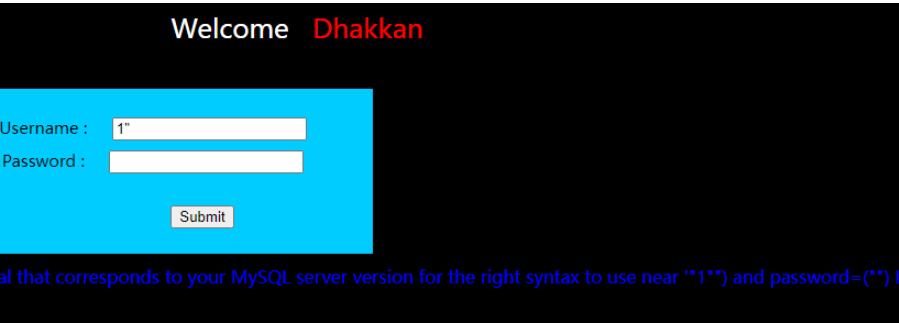 Welcome Dhakkan
Username : 1"
Password :
Submit
al that corresponds to your MySQL server version for the right syntax to use near '"1"") and password=("")